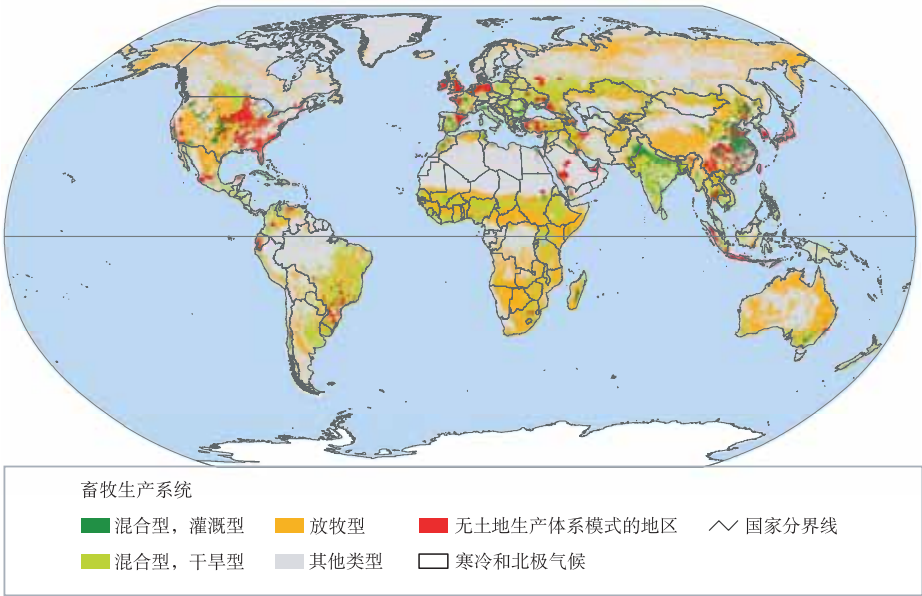 畜牧生产系统
混合型，灌溉型 放牧型 无土地生产体系模式的地区 国家分界线
混合型，干旱型 其他类型 寒冷和北极气候